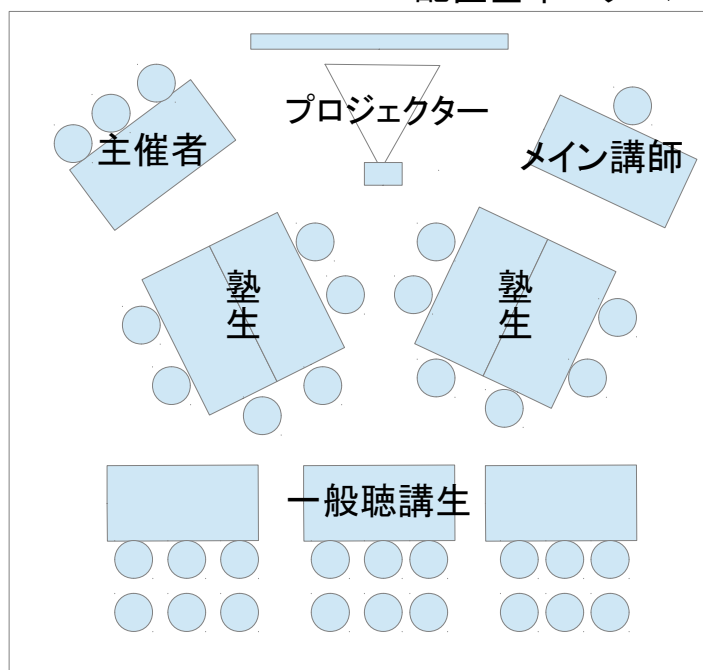 プロジェクター
主催者
メイン講師
塾生
塾生
一般聴講生